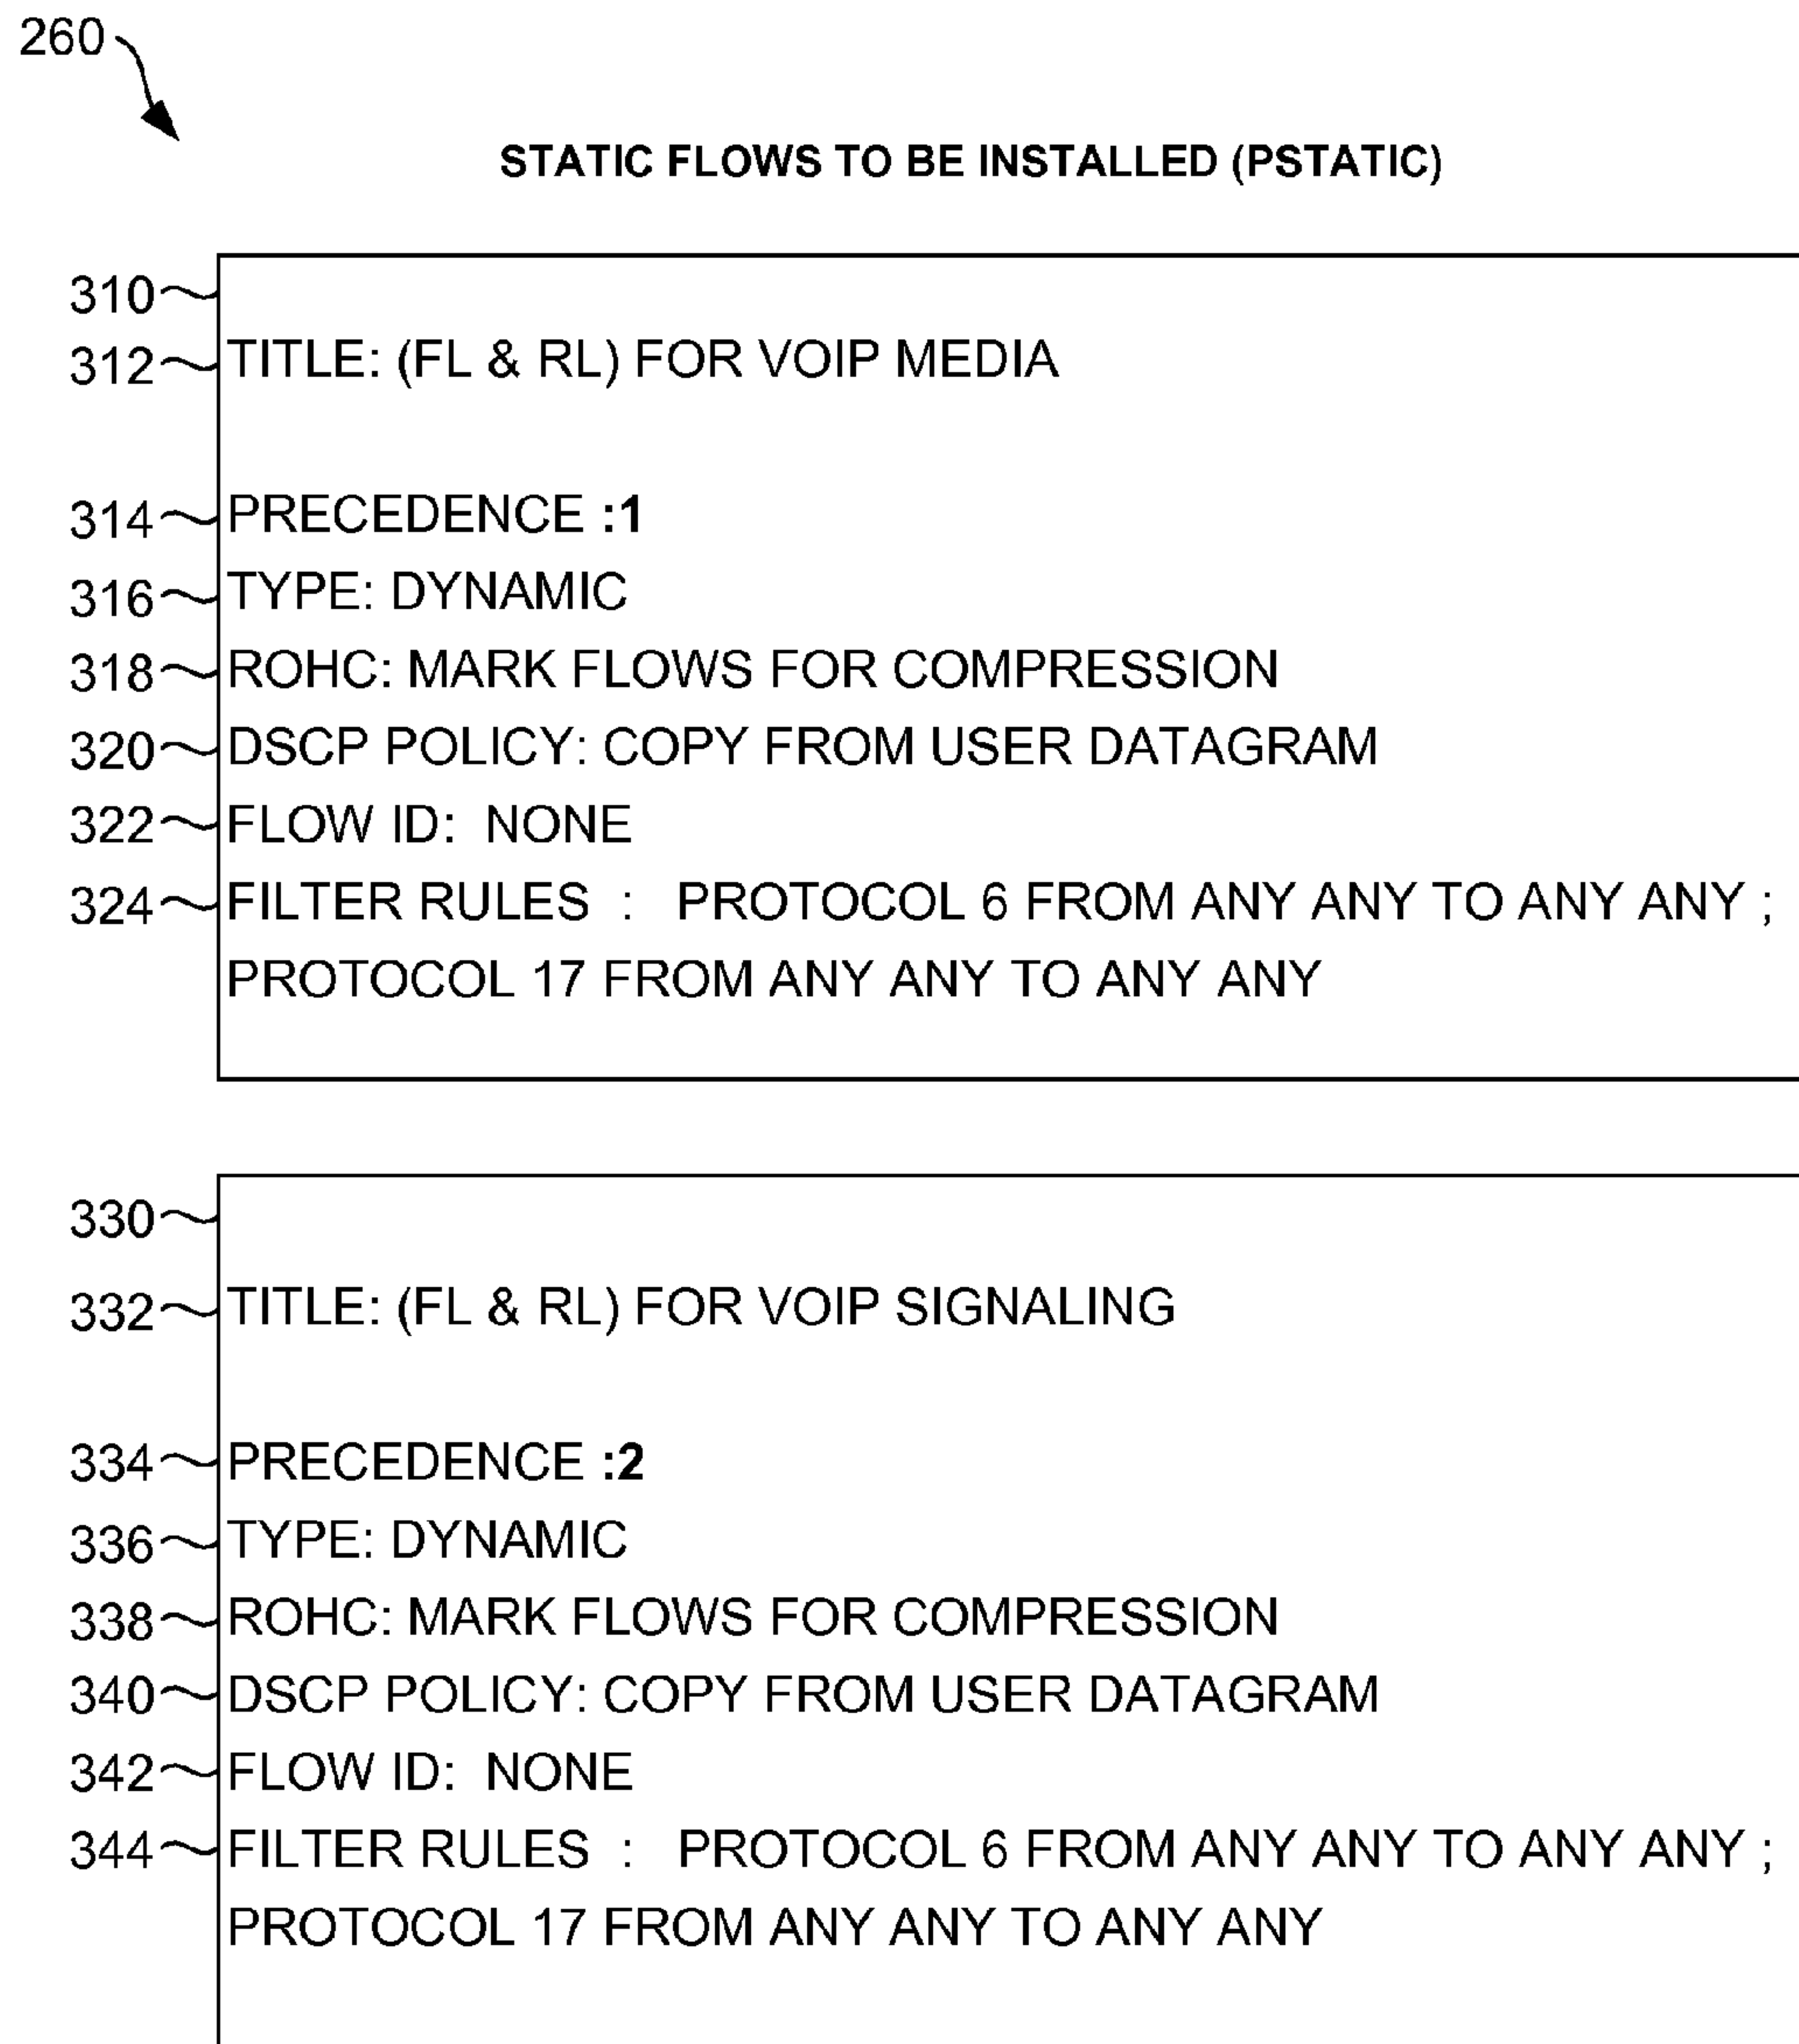 260
STATIC FLOWS TO BE INSTALLED (PSTATIC)
310
312 TITLE: (FL & RL) FOR VOIP MEDIA
314 PRECEDENCE :1
316 TYPE: DYNAMIC
318 ROHC: MARK FLOWS FOR COMPRESSION
320 DSCP POLICY: COPY FROM USER DATAGRAM
322 FLOW ID: NONE
324 FILTER RULES : PROTOCOL 6 FROM ANY ANY TO ANY ANY ;
PROTOCOL 17 FROM ANY ANY TO ANY ANY
330
332 TITLE: (FL & RL) FOR VOIP SIGNALING
334 PRECEDENCE :2
336 TYPE: DYNAMIC
338 ROHC: MARK FLOWS FOR COMPRESSION
340 DSCP POLICY: COPY FROM USER DATAGRAM
342 FLOW ID: NONE
344 FILTER RULES : PROTOCOL 6 FROM ANY ANY TO ANY ANY ;
PROTOCOL 17 FROM ANY ANY TO ANY ANY